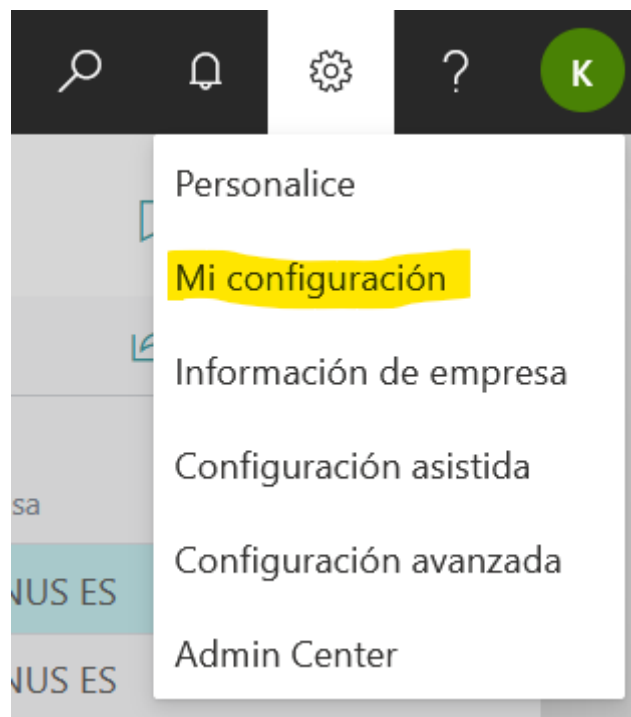 ?
K
Personalice
Mi configuración
Información de empresa
Configuración asistida
sa
Configuración avanzada
NUS ES
Admin Center
NUS ES